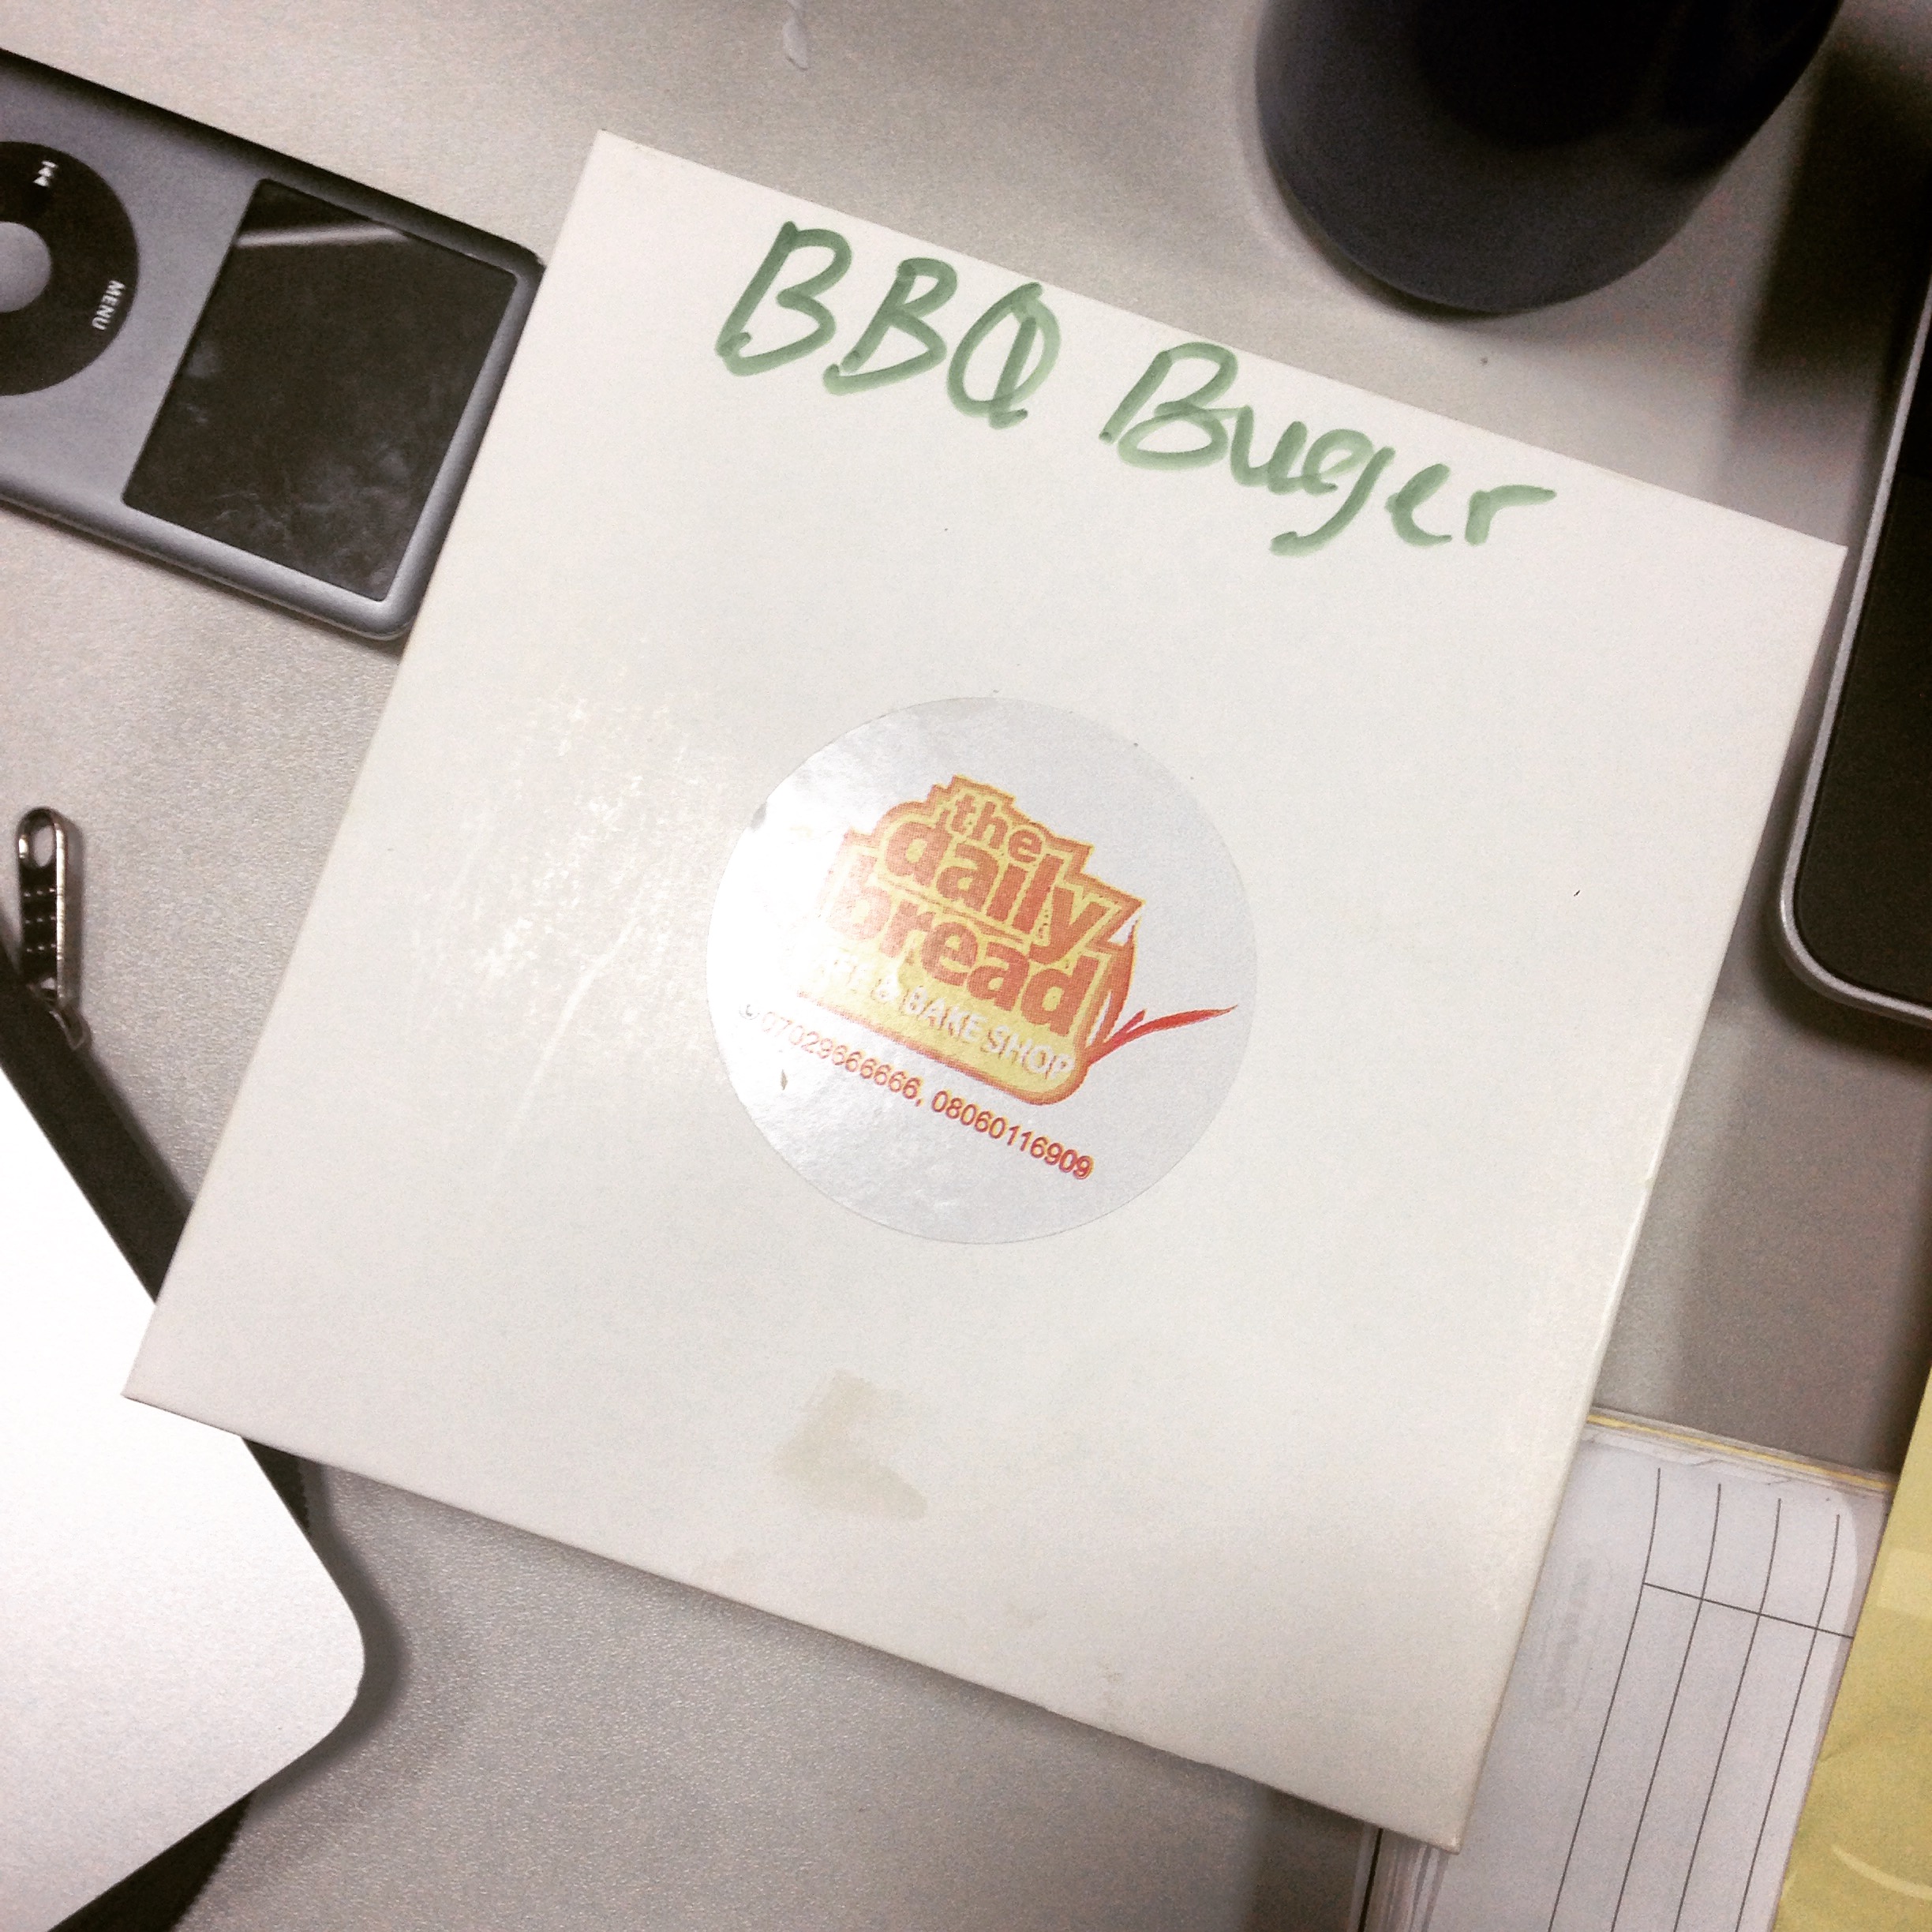 BBQ Buger
the
daily
bread
& BAKE SHOP
07029666666, 08060116909
MENU